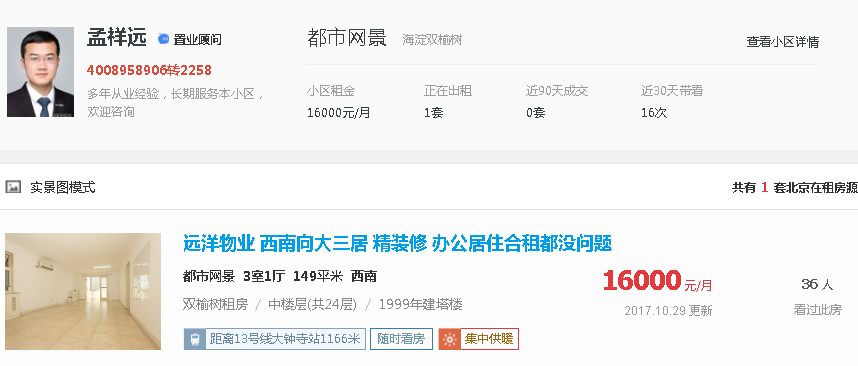 孟祥远 置业顾问
4008958906转2258
多年从业经验，长期服务本小区，
欢迎咨询
都市网景 海淀双榆树
查看小区详情
小区租金 正在出租 近90天成交 近30天带看
16000元/月 1套 0套 16次
实景图模式
共有 1 套北京在租房源
远洋物业 西南向大三居 精装修 办公居住合租都没问题
都市网景 3室1厅 149平米 西南
双榆树租房 / 中楼层(共24层) / 1999年建塔楼
距离13号线大钟寺站1166米 随时看房 集中供暖
16000 元/月
2017.10.29 更新
36 人
看过此房